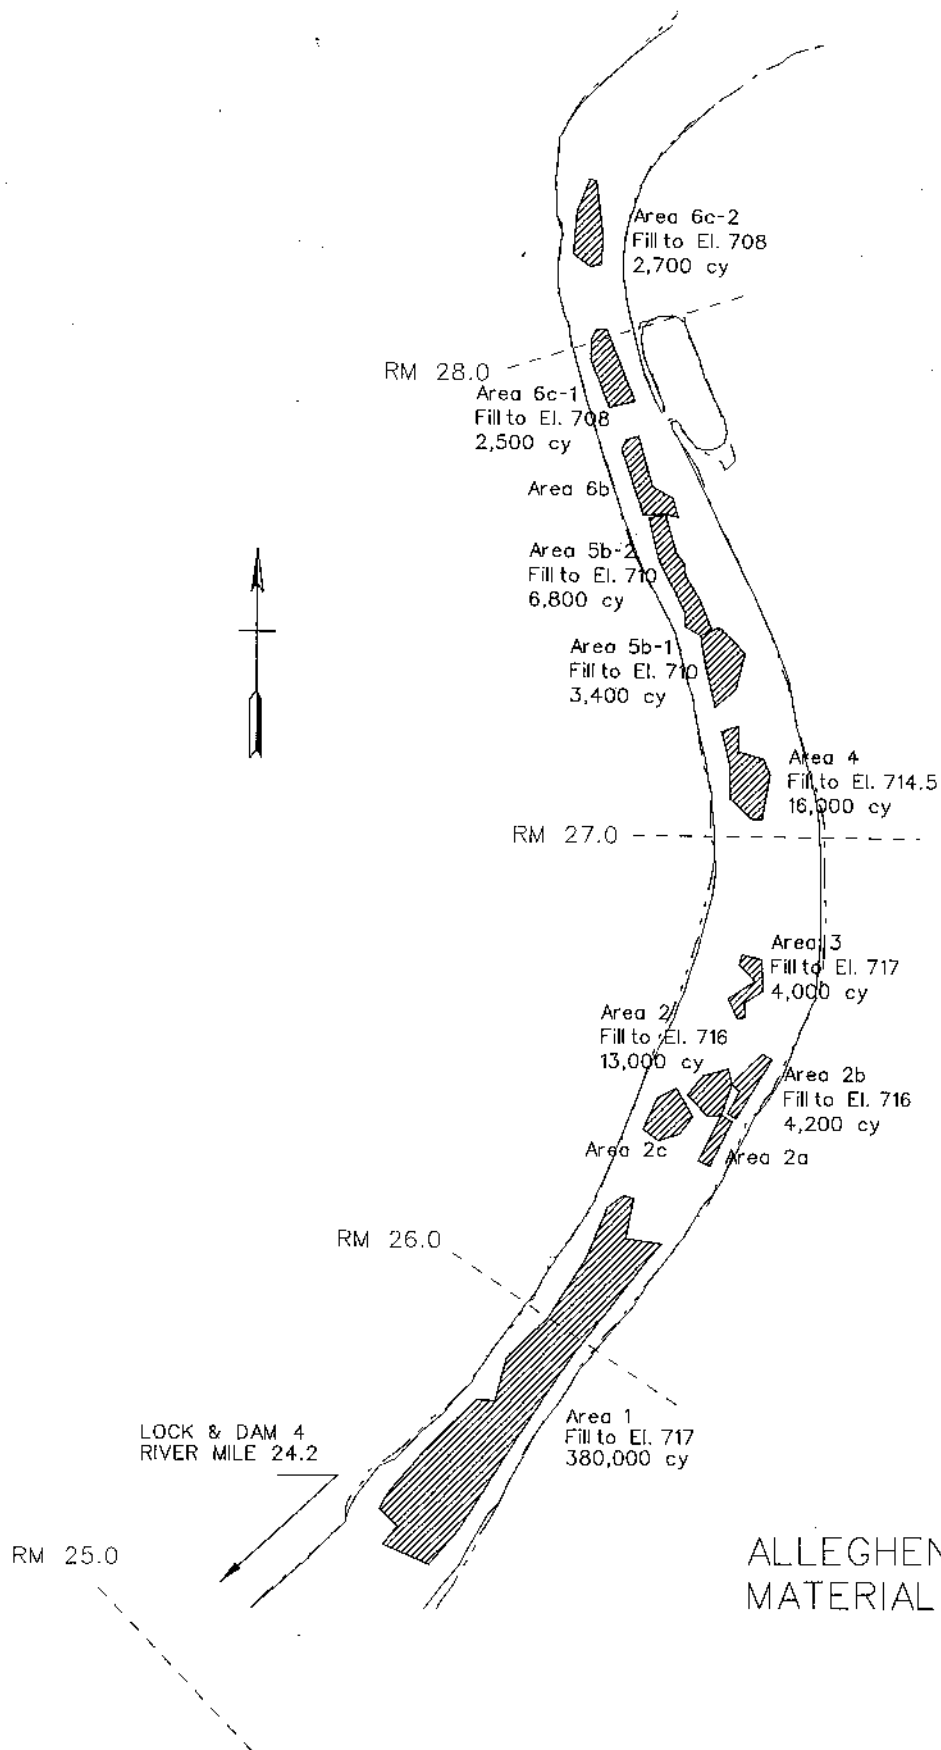 Area 6c-2
Fill to El. 708
2,700 cy
RM 28.0
Area 6c-1
Fill to El. 708
2,500 cy
Area 6b
Area 5b-2
Fill to El. 710
6,800 cy
Area 5b-1
Fill to El. 710
3,400 cy
Area 4
Fill to El. 714.5
16,000 cy
RM 27.0
Area 3
Fill to El. 717
4,000 cy
Area 2
Fill to El. 716
13,000 cy
Area 2b
Fill to El. 716
4,200 cy
Area 2c
Area 2a
RM 26.0
Area 1
Fill to El. 717
380,000 cy
LOCK & DAM 4
RIVER MILE 24.2
RM 25.0
ALLEGHEN
MATERIAL